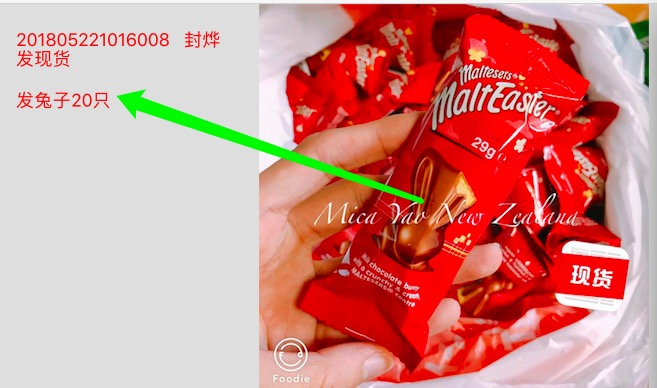 201805221016008 封烨
发现货
发兔子20只
Maltesers
MaltEaster
29g e
Mica Yao New Zealand
Milk chocolate bunny
with a crunchy & creamy
MALTESERS® centre
现货
Foodie